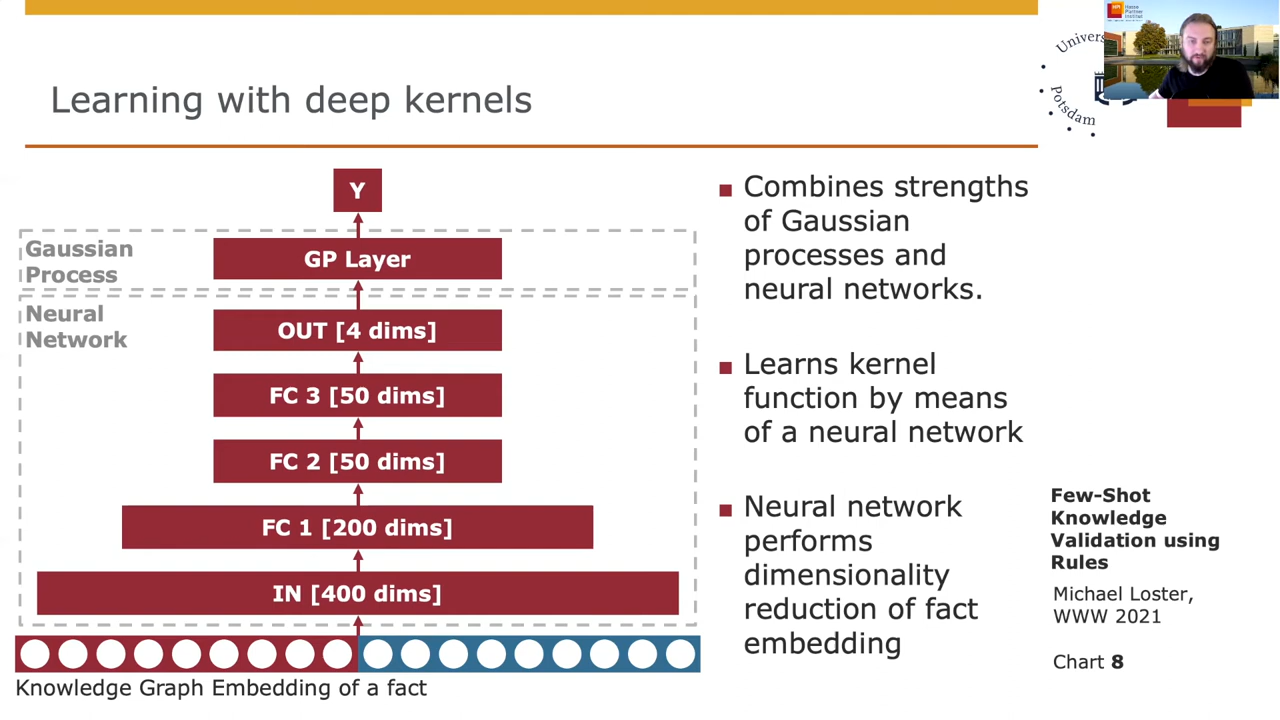 Learning with deep kernels
Hasso
Plattner
Institut
Univers
Potsdam
Y
Gaussian
Process
GP Layer
Neural
Network
OUT [4 dims]
FC 3 [50 dims]
FC 2 [50 dims]
FC 1 [200 dims]
IN [400 dims]
Knowledge Graph Embedding of a fact
Combines strengths
of Gaussian
processes and
neural networks.
Learns kernel
function by means
of a neural network
Neural network
performs
dimensionality
reduction of fact
embedding
Few-Shot
Knowledge
Validation using
Rules
Michael Loster,
WWW 2021
Chart 8